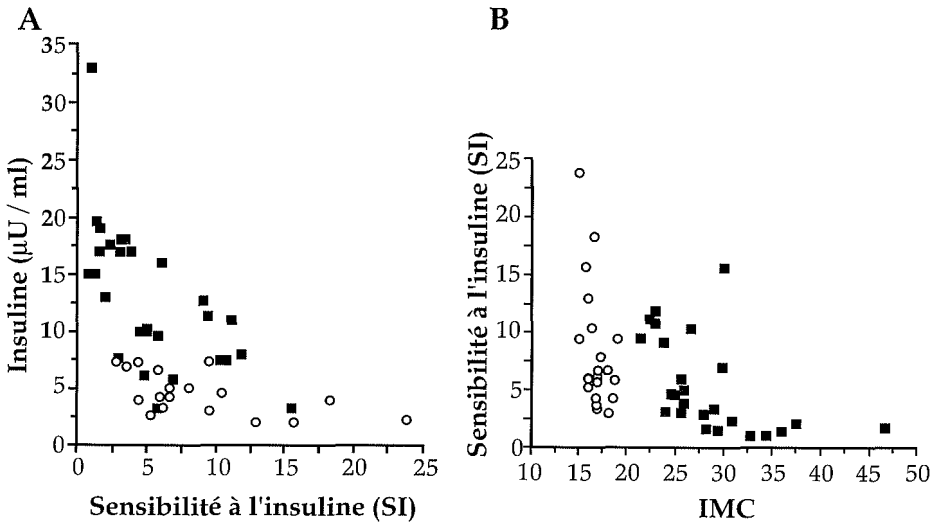 A
B
Insuline (µU / ml)
35
30
25
20
15
10
5
0
0 5 10 15 20 25
Sensibilité à l'insuline (SI)
Sensibilité à l'insuline (SI)
25
20
15
10
5
0
10 15 20 25 30 35 40 45 50
IMC